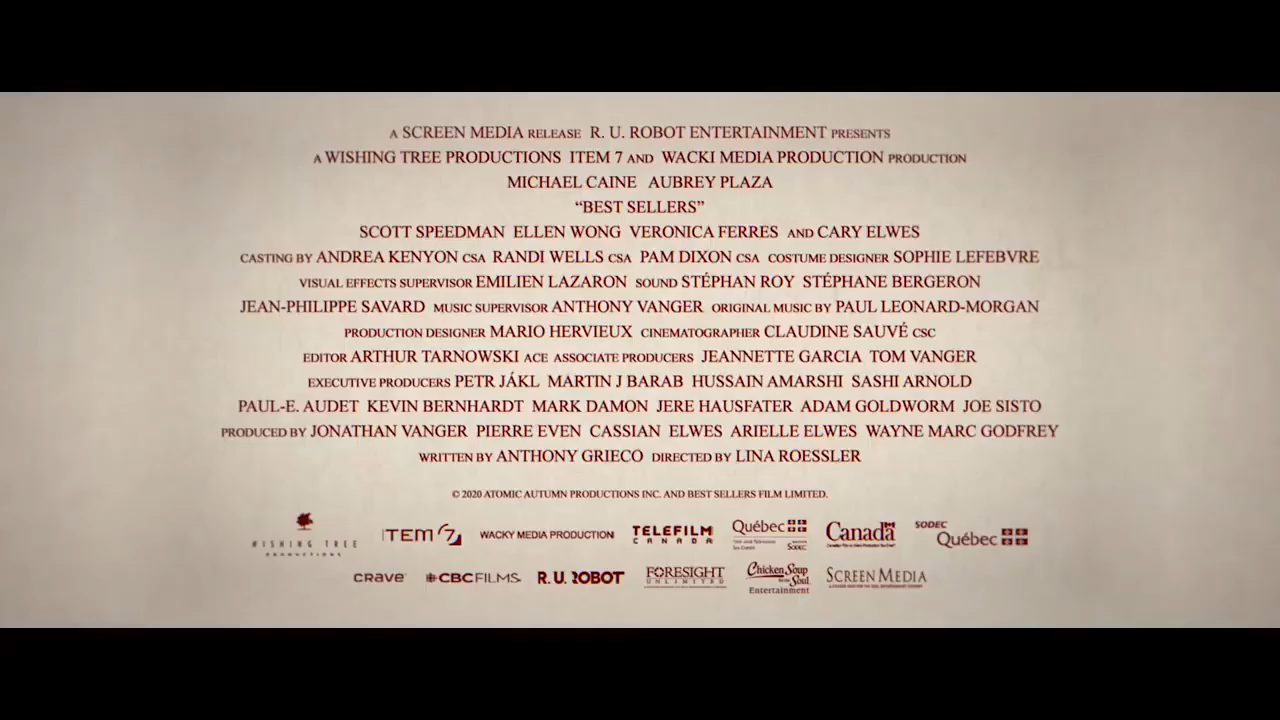 A SCREEN MEDIA RELEASE R. U. ROBOT ENTERTAINMENT PRESENTS
A WISHING TREE PRODUCTIONS ITEM 7 AND WACKI MEDIA PRODUCTION PRODUCTION
MICHAEL CAINE AUBREY PLAZA
“BEST SELLERS”
SCOTT SPEEDMAN ELLEN WONG VERONICA FERRES AND CARY ELWES
CASTING BY ANDREA KENYON CSA RANDI WELLS CSA PAM DIXON CSA COSTUME DESIGNER SOPHIE LEFEBVRE
VISUAL EFFECTS SUPERVISOR EMILIEN LAZARON SOUND STÉPHAN ROY STÉPHANE BERGERON
JEAN-PHILIPPE SAVARD MUSIC SUPERVISOR ANTHONY VANGER ORIGINAL MUSIC BY PAUL LEONARD-MORGAN
PRODUCTION DESIGNER MARIO HERVIEUX CINEMATOGRAPHER CLAUDINE SAUVÉ CSC
EDITOR ARTHUR TARNOWSKI ACE ASSOCIATE PRODUCERS JEANNETTE GARCIA TOM VANGER
EXECUTIVE PRODUCERS PETR JÁKL MARTIN J BARAB HUSSAIN AMARSHI SASHI ARNOLD
PAUL-E. AUDET KEVIN BERNHARDT MARK DAMON JERE HAUSFATER ADAM GOLDWORM JOE SISTO
PRODUCED BY JONATHAN VANGER PIERRE EVEN CASSIAN ELWES ARIELLE ELWES WAYNE MARC GODFREY
WRITTEN BY ANTHONY GRIECO DIRECTED BY LINA ROESSLER
© 2020 ATOMIC AUTUMN PRODUCTIONS INC. AND BEST SELLERS FILM LIMITED.
WISHING TREE PRODUCTIONS ITEM 7 WACKY MEDIA PRODUCTION TELEFILM CANADA Québec SODEC Canada SODEC Québec
CRAVE CBC FILMS R. U. ROBOT FORESIGHT UNLIMITED Chicken Soup for the Soul Entertainment SCREEN MEDIA